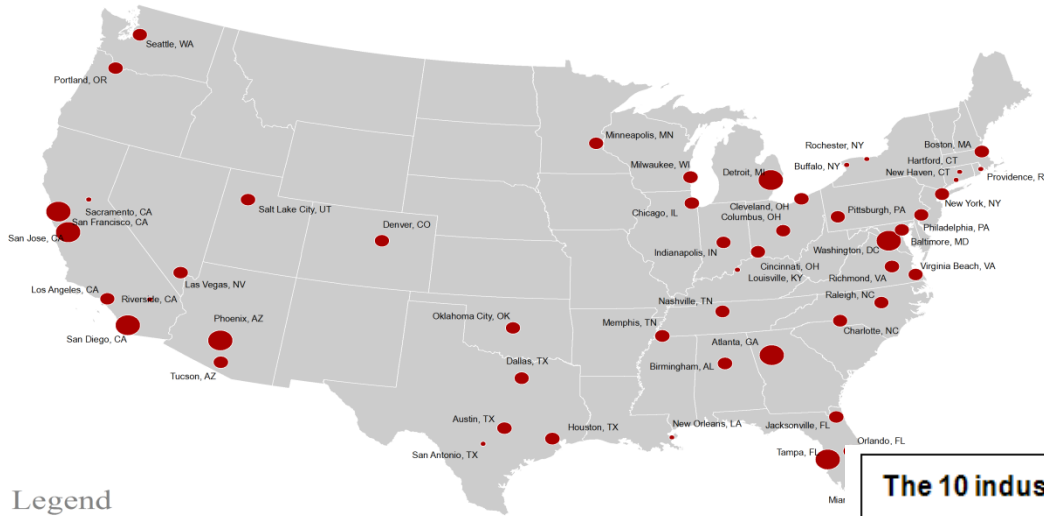 Seattle, WA
Portland, OR
Minneapolis, MN
Rochester, NY
Boston, MA
Milwaukee, WI
Buffalo, NY
Hartford, CT
Detroit, MI
New Haven, CT
Providence, R
Sacramento, CA
San Francisco, CA
Salt Lake City, UT
Cleveland, OH
Chicago, IL
Columbus, OH
Pittsburgh, PA
New York, NY
Philadelphia, PA
San Jose, CA
Denver, CO
Indianapolis, IN
Washington, DC
Baltimore, MD
Cincinnati, OH
Louisville, KY
Richmond, VA
Virginia Beach, VA
Las Vegas, NV
Los Angeles, CA
Riverside, CA
Nashville, TN
Raleigh, NC
Phoenix, AZ
Oklahoma City, OK
Memphis, TN
Charlotte, NC
San Diego, CA
Atlanta, GA
Dallas, TX
Birmingham, AL
Tucson, AZ
Austin, TX
Houston, TX
New Orleans, LA
Jacksonville, FL
San Antonio, TX
Orlando, FL
Tampa, FL
Miar
The 10 indus
Legend